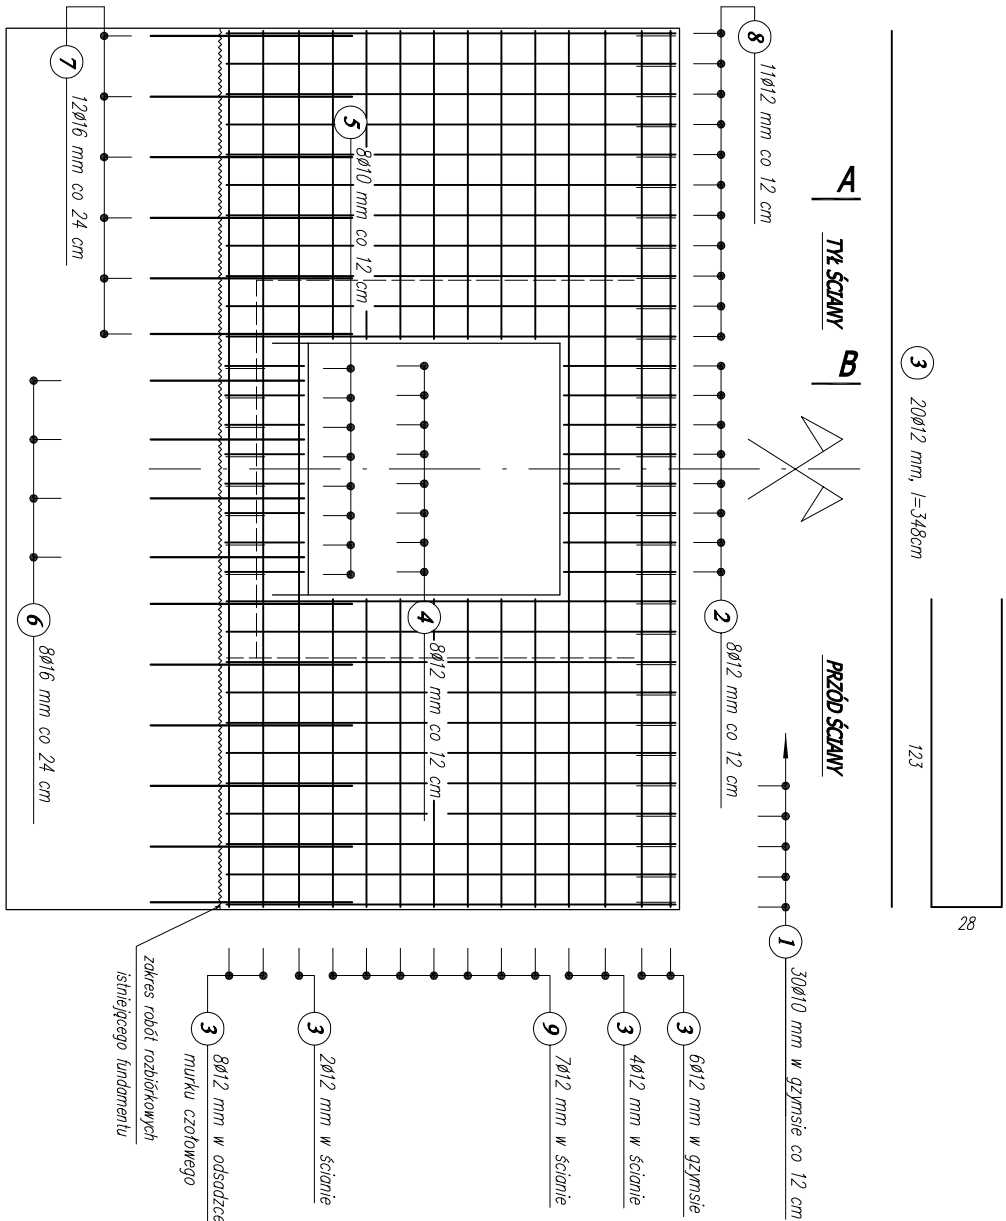 3 20ø12 mm, l=348cm
123
28
A
TYŁ ŚCIANY
B
PRZÓD ŚCIANY
8 11ø12 mm co 12 cm
2 8ø12 mm co 12 cm
1 30ø10 mm w gzymsie co 12 cm
3 6ø12 mm w gzymsie
3 4ø12 mm w ścianie
9 7ø12 mm w ścianie
3 2ø12 mm w ścianie
3 8ø12 mm w odsadzce
murku czołowego
4 8ø12 mm co 12 cm
5 8ø10 mm co 12 cm
7 12ø16 mm co 24 cm
6 8ø16 mm co 24 cm
zakres robót rozbiórkowych
istniejącego fundamentu